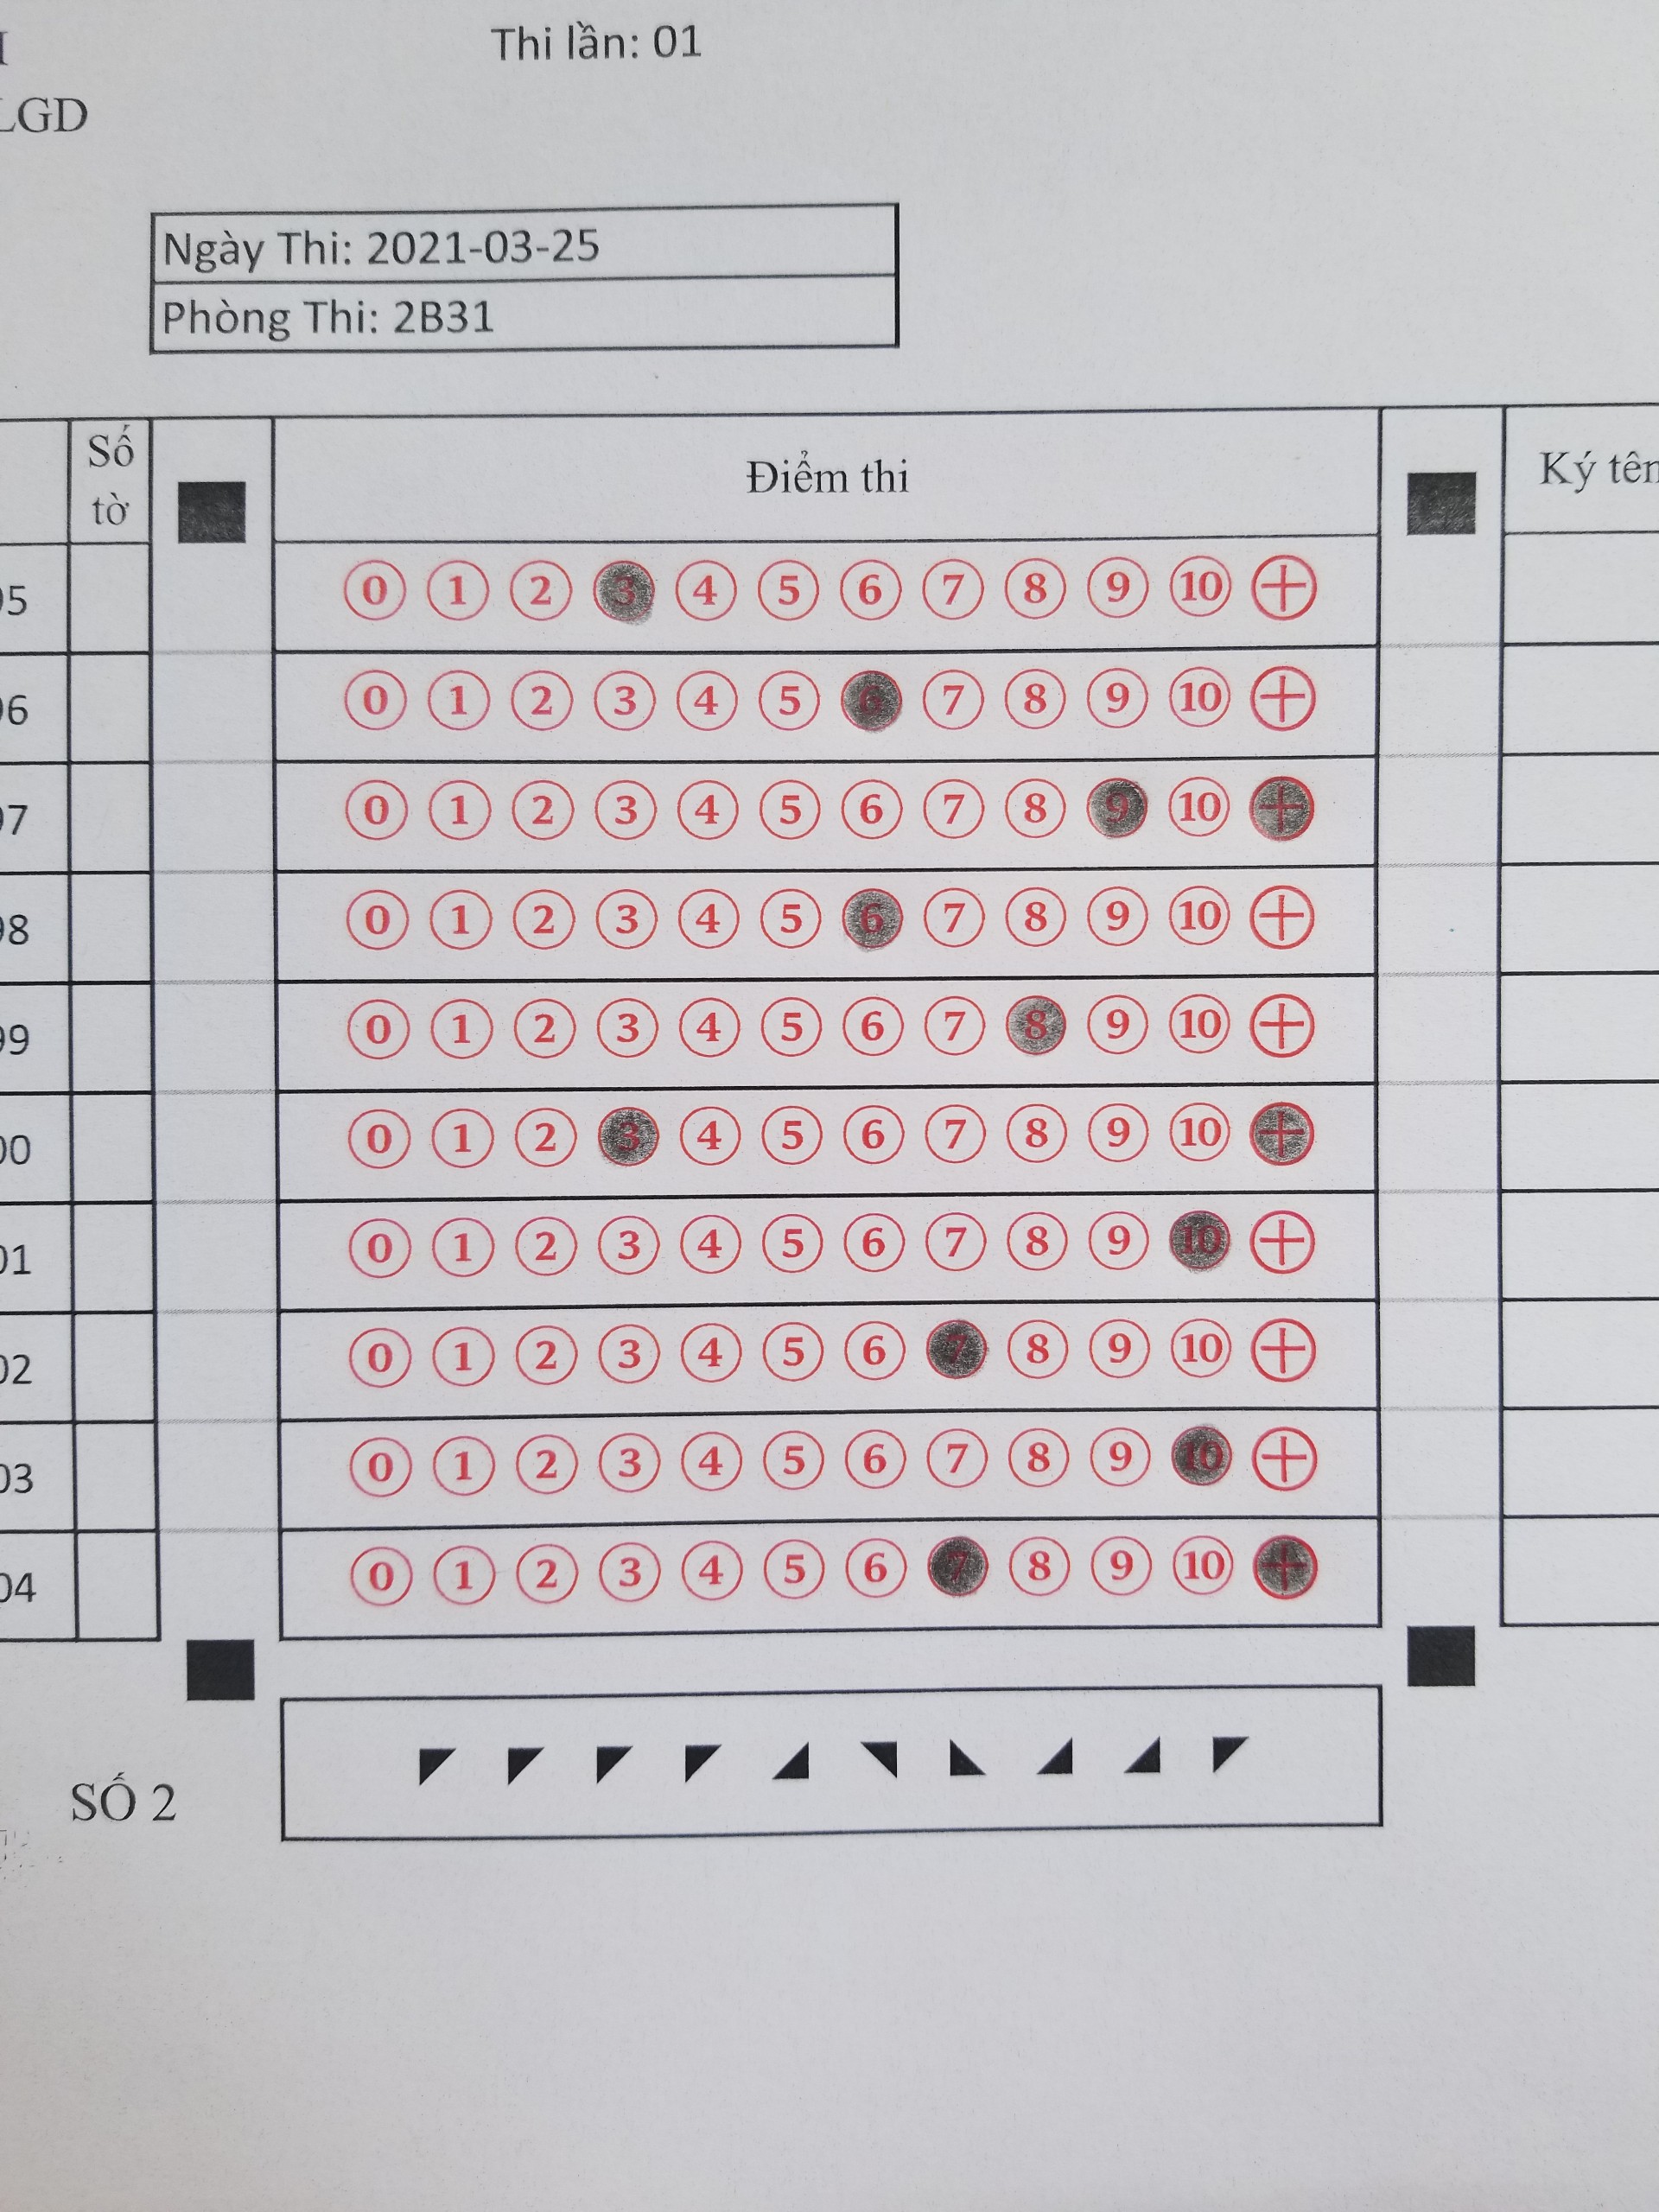 Thi lần: 01
LGD
Ngày Thi: 2021-03-25
Phòng Thi: 2B31
Số tờ
Điểm thi
Ký tên
5 0 1 2 3 4 5 6 7 8 9 10 +
6 0 1 2 3 4 5 6 7 8 9 10 +
7 0 1 2 3 4 5 6 7 8 9 10 +
98 0 1 2 3 4 5 6 7 8 9 10 +
99 0 1 2 3 4 5 6 7 8 9 10 +
00 0 1 2 3 4 5 6 7 8 9 10 +
01 0 1 2 3 4 5 6 7 8 9 10 +
02 0 1 2 3 4 5 6 7 8 9 10 +
03 0 1 2 3 4 5 6 7 8 9 10 +
04 0 1 2 3 4 5 6 7 8 9 10 +
SỐ 2